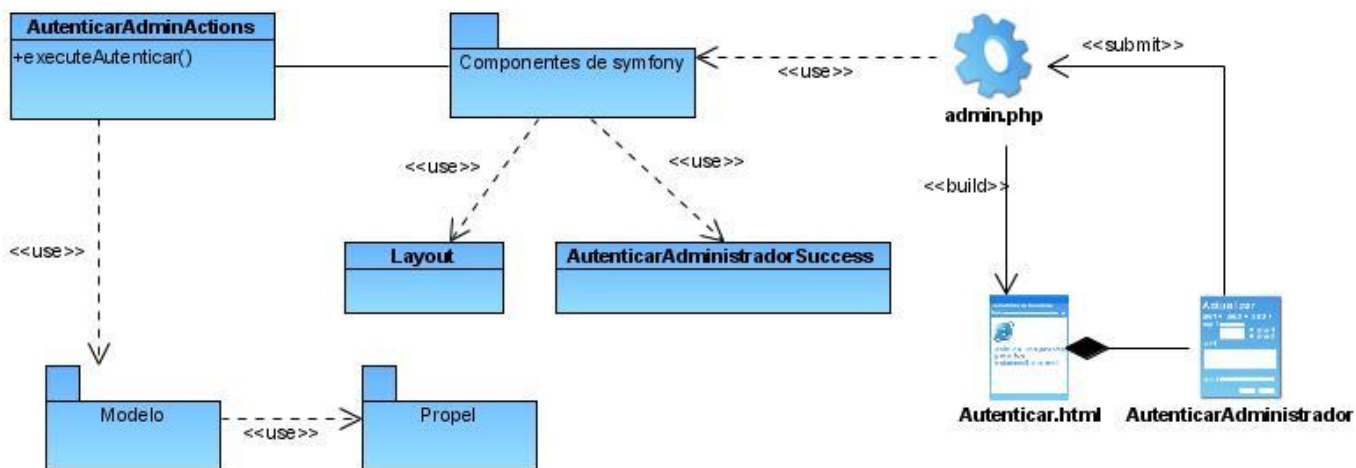 AutenticarAdminActions
+executeAutenticar()
Componentes de symfony
<<use>>
<<submit>>
admin.php
<<use>>
<<use>>
<<build>>
<<use>>
Layout
AutenticarAdministradorSuccess
Actualizar
Autenticar.html
AutenticarAdministrador
Modelo
<<use>>
Propel